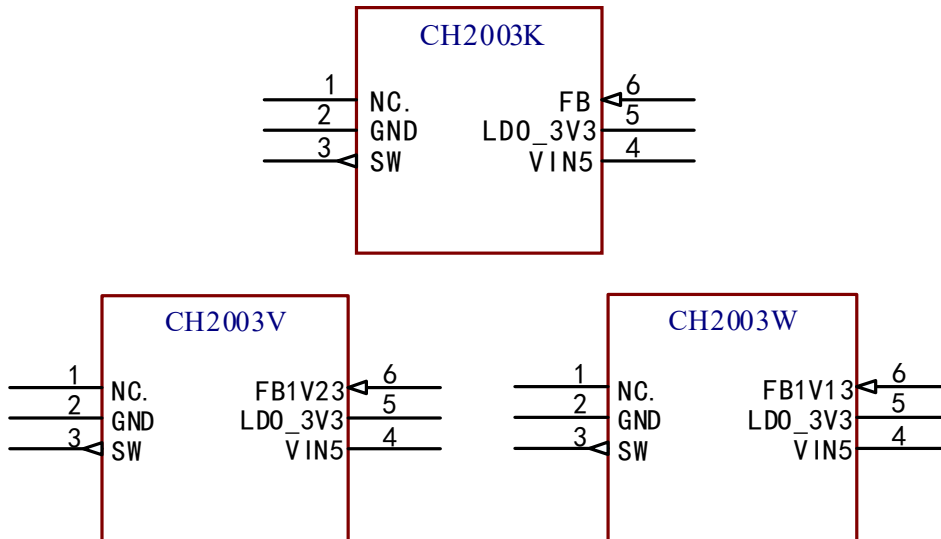 CH2003K
1 NC. FB 6
2 GND LDO_3V3 5
3 SW VIN5 4
CH2003V
1 NC. FB1V23 6
2 GND LDO_3V3 5
3 SW VIN5 4
CH2003W
1 NC. FB1V13 6
2 GND LDO_3V3 5
3 SW VIN5 4